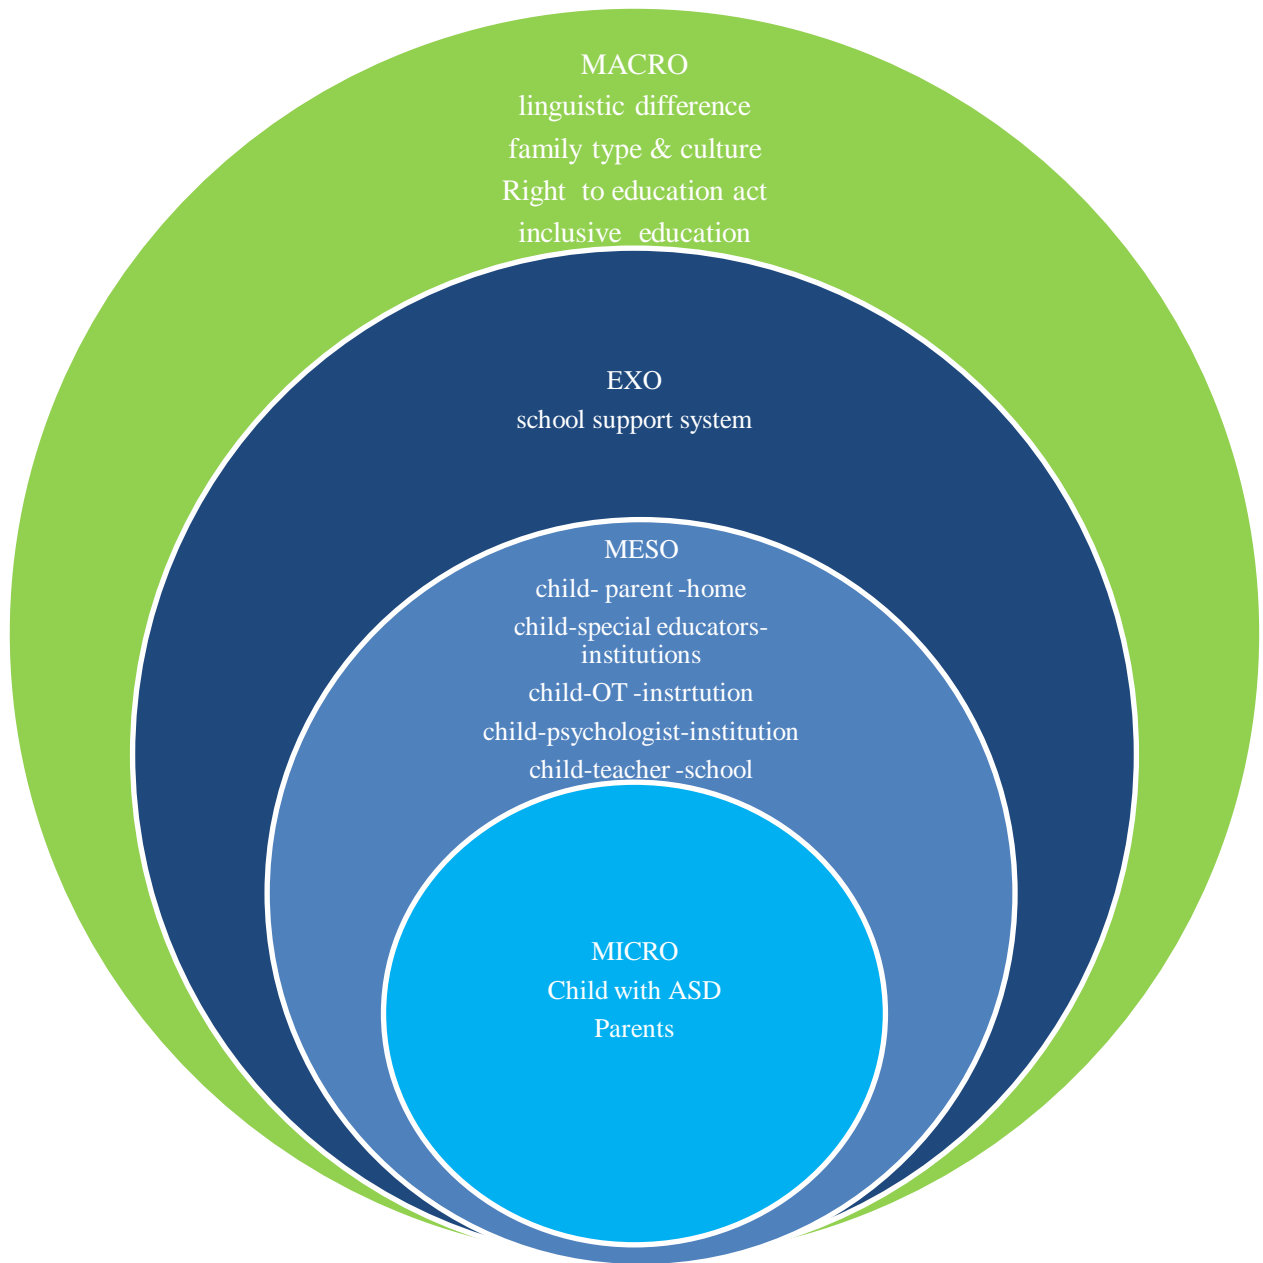 MACRO
linguistic difference
family type & culture
Right to education act
inclusive education
EXO
school support system
MESO
child- parent -home
child-special educators-
institutions
child-OT -instrtution
child-psychologist-institution
child-teacher -school
MICRO
Child with ASD
Parents